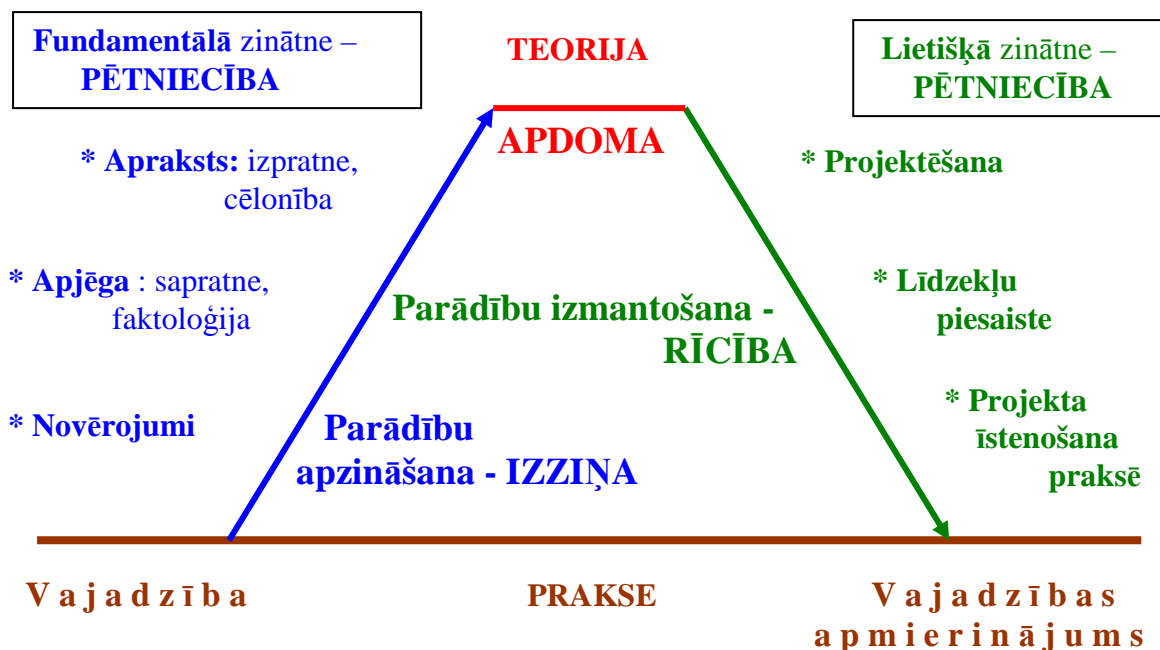 Fundamentālā zinātne –
PĒTNIECĪBA
TEORIJA
Lietišķā zinātne –
PĒTNIECĪBA
APDOMA
* Apraksts: izpratne,
cēlonība
* Projektēšana
* Apjēga : sapratne,
faktoloģija
Parādību izmantošana -
RĪCĪBA
* Līdzekļu
piesaiste
* Novērojumi
Parādību
apzināšana - IZZIŅA
* Projekta
īstenošana
praksē
Vajadzība
PRAKSE
Vajadzības
apmierinājums